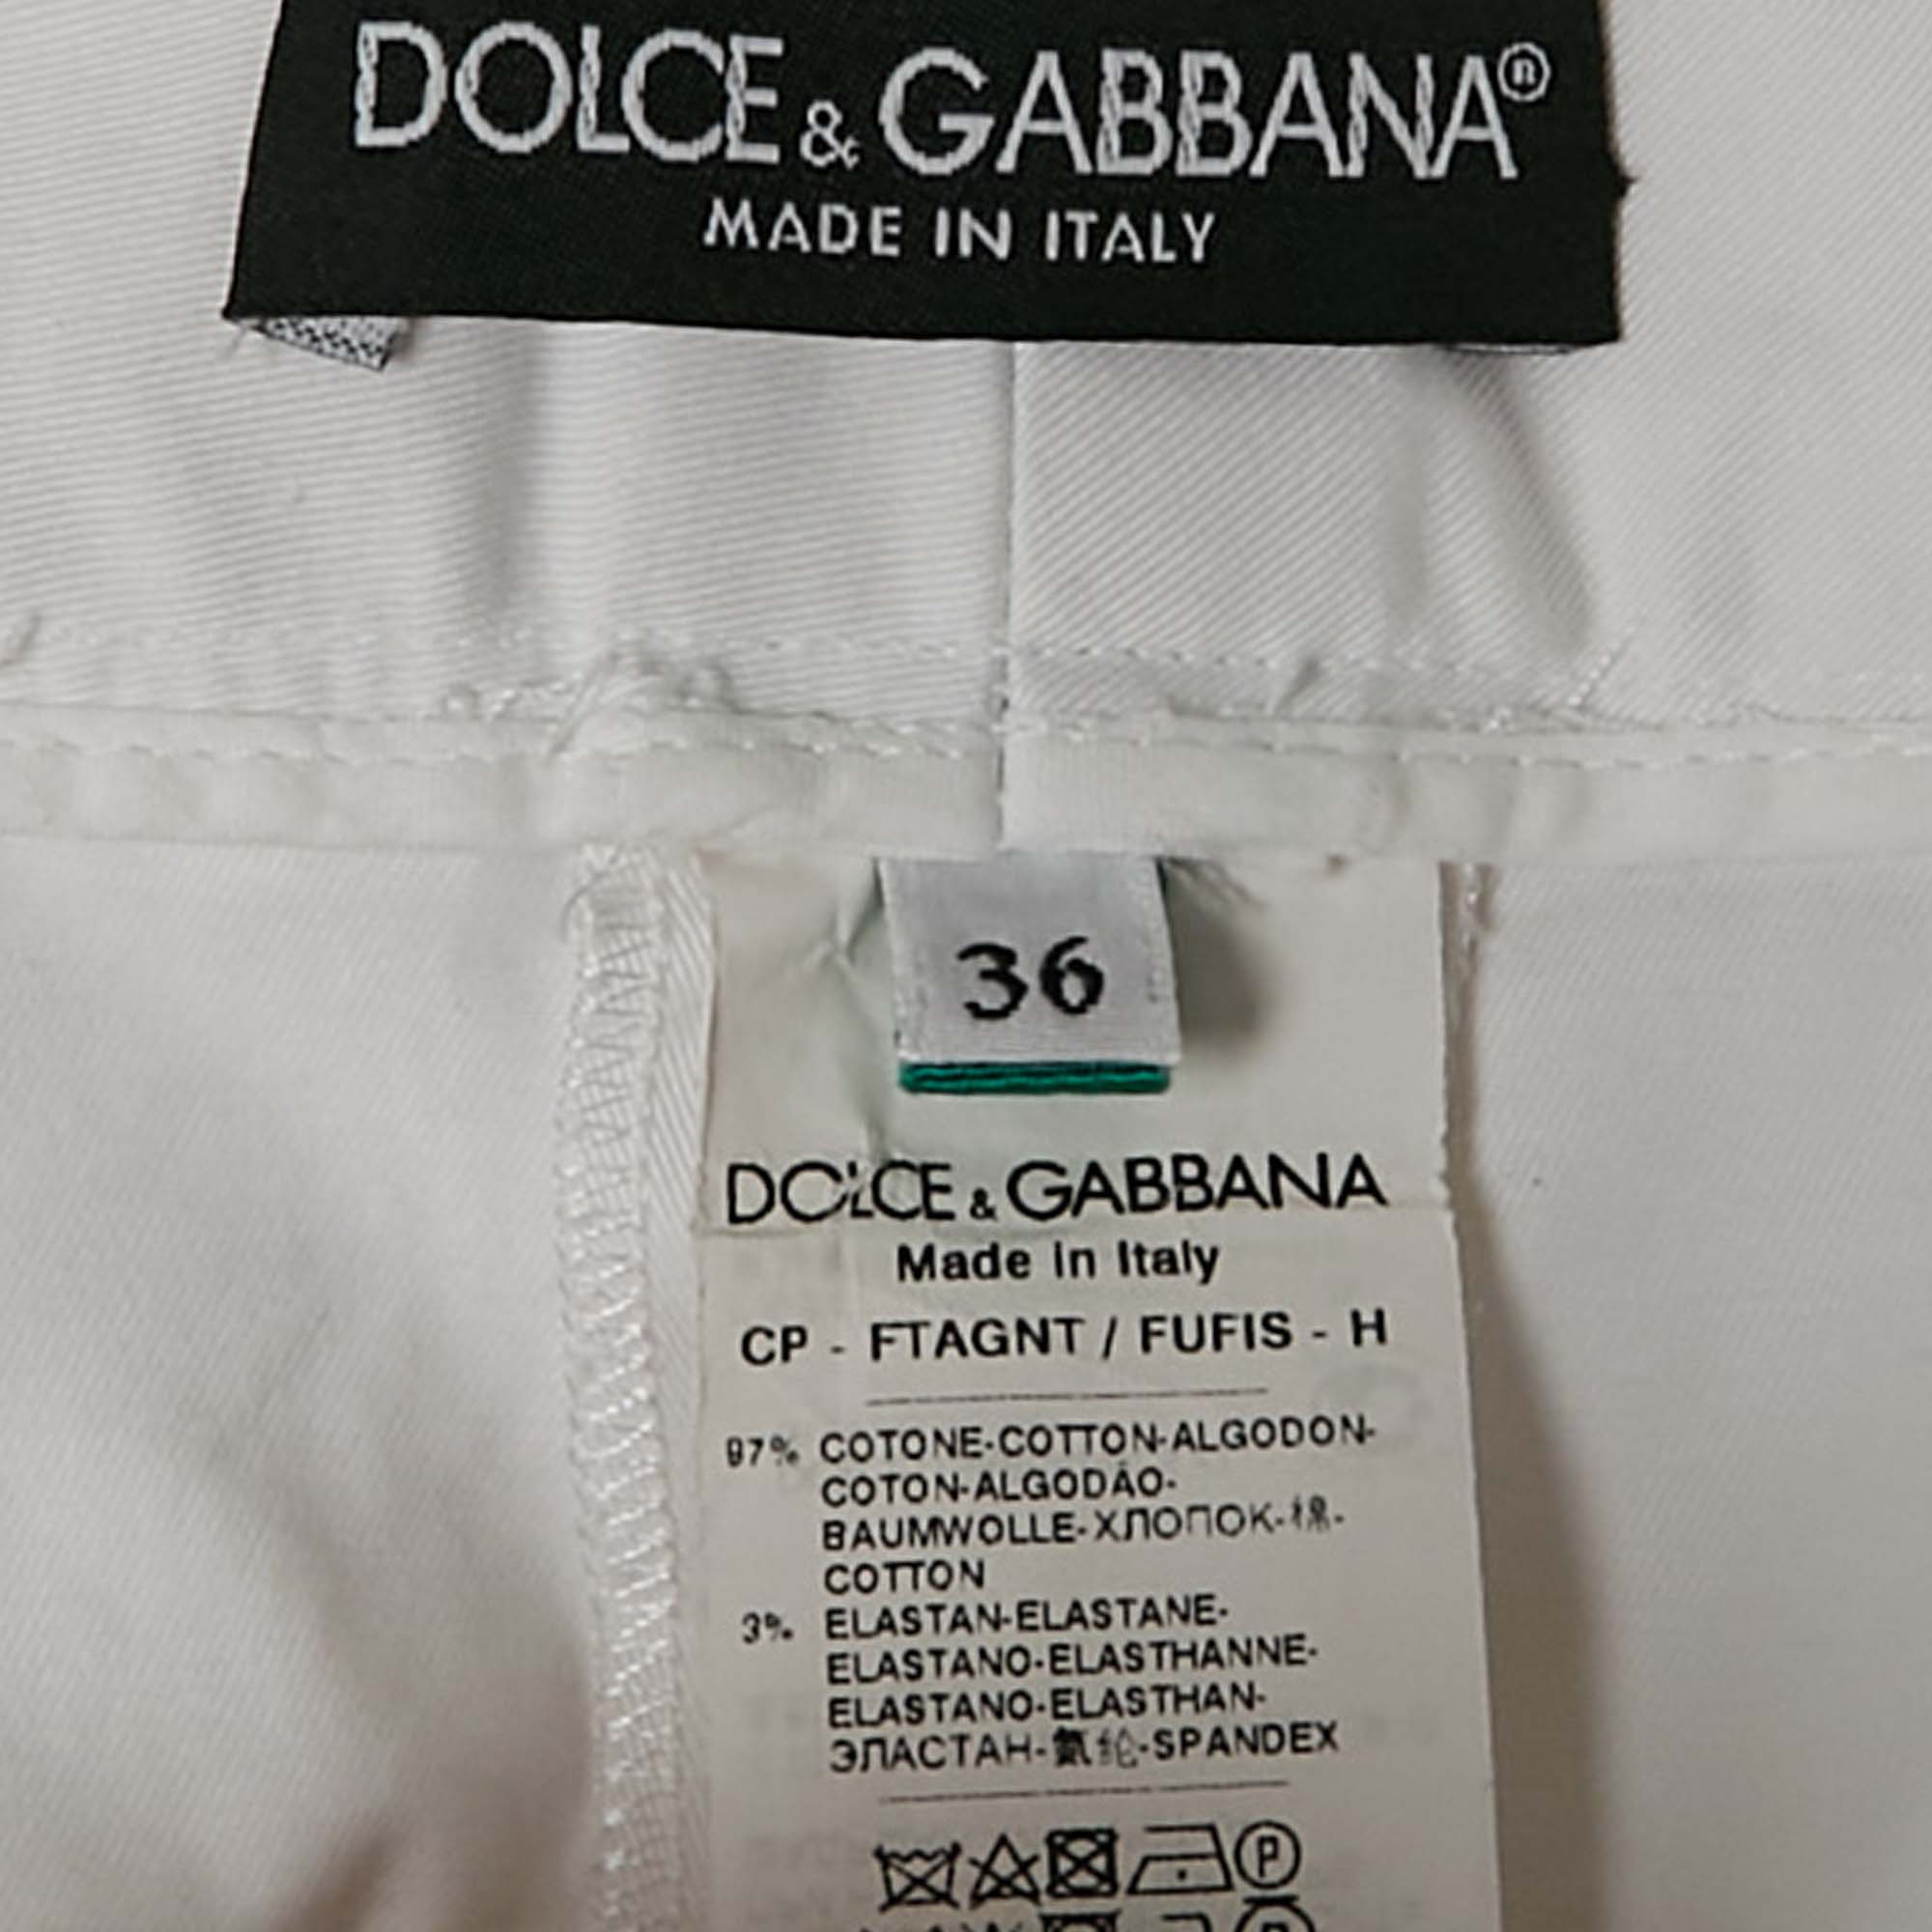 DOLCE & GABBANA®
MADE IN ITALY
36
DOLCE & GABBANA
Made in Italy
CP - FTAGNT / FUFIS - H
97% COTONE-COTTON-ALGODON-
COTON-ALGODÃO-
BAUMWOLLE-ХЛОПОК-棉-
COTTON
3% ELASTAN-ELASTANE-
ELASTANO-ELASTHANNE-
ELASTANO-ELASTHAN-
ЭЛАСТАН-氨纶-SPANDEX
P